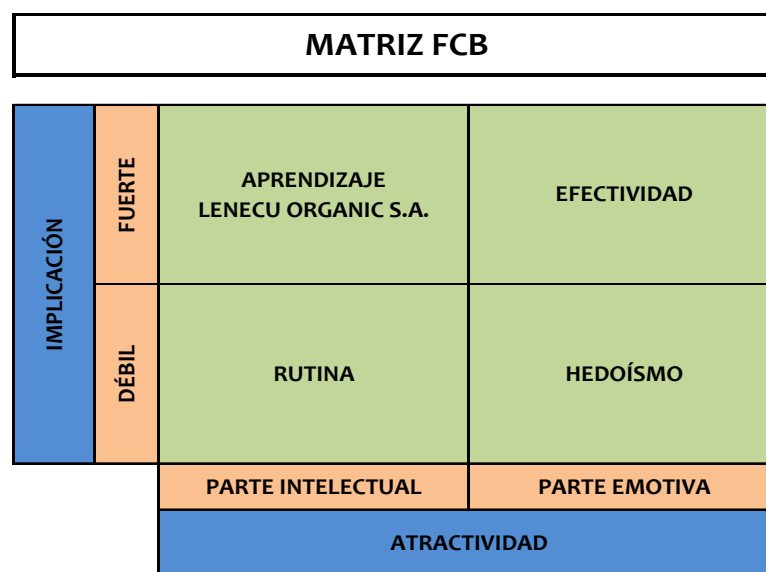 MATRIZ FCB
IMPLICACIÓN
FUERTE
APRENDIZAJE
LENECU ORGANIC S.A.
EFECTIVIDAD
DÉBIL
RUTINA
HEDOÍSMO
PARTE INTELECTUAL
PARTE EMOTIVA
ATRACTIVIDAD